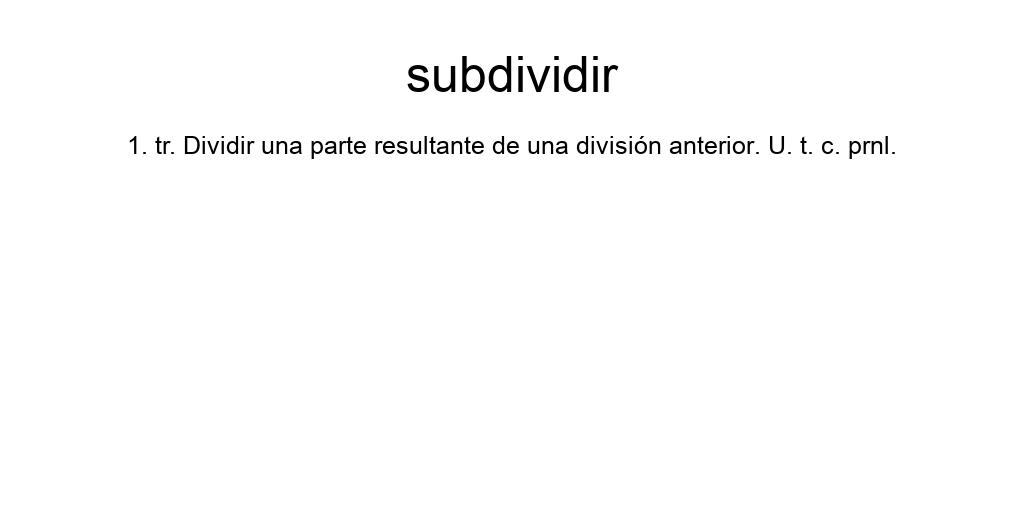 subdividir
1. tr. Dividir una parte resultante de una división anterior. U. t. c. prnl.